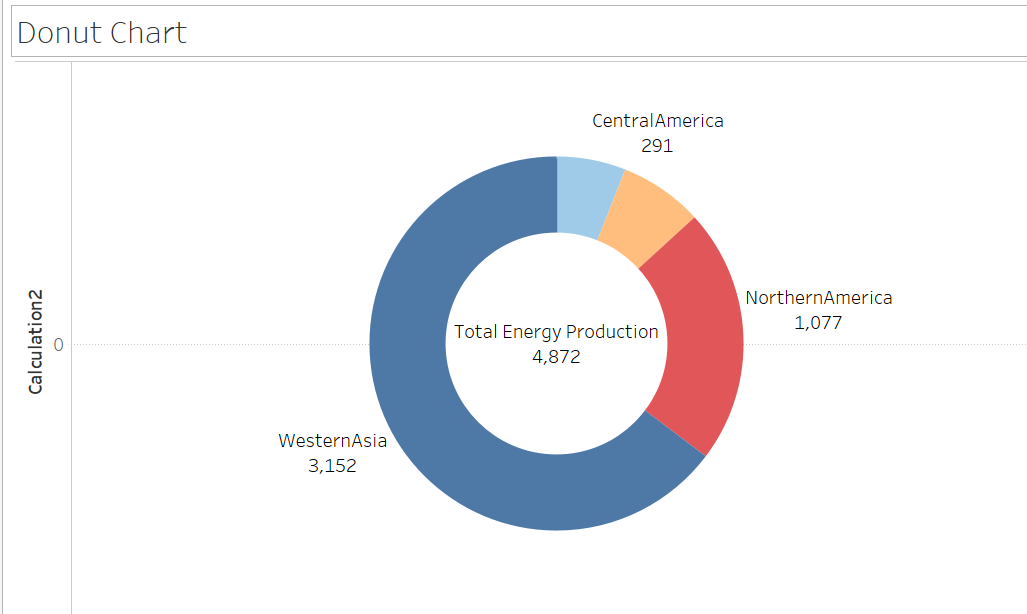 Donut Chart
CentralAmerica
291
NorthernAmerica
1,077
Total Energy Production
4,872
Calculation2
0
WesternAsia
3,152